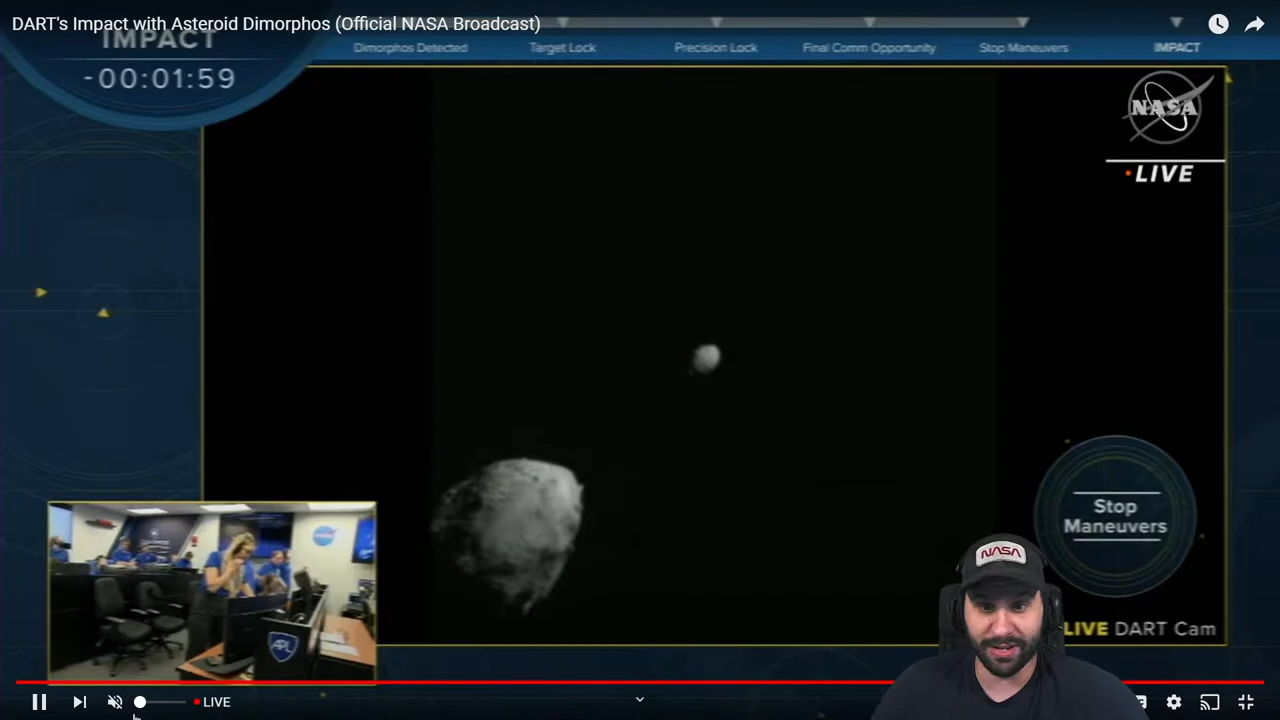 DART's Impact with Asteroid Dimorphos (Official NASA Broadcast)
IMPACT
-00:01:59
Dimorphos Detected
Target Lock
Precision Lock
Final Comm Opportunity
Stop Maneuvers
IMPACT
NASA
LIVE
Stop
Maneuvers
APL
NASA
LIVE DART Cam
LIVE